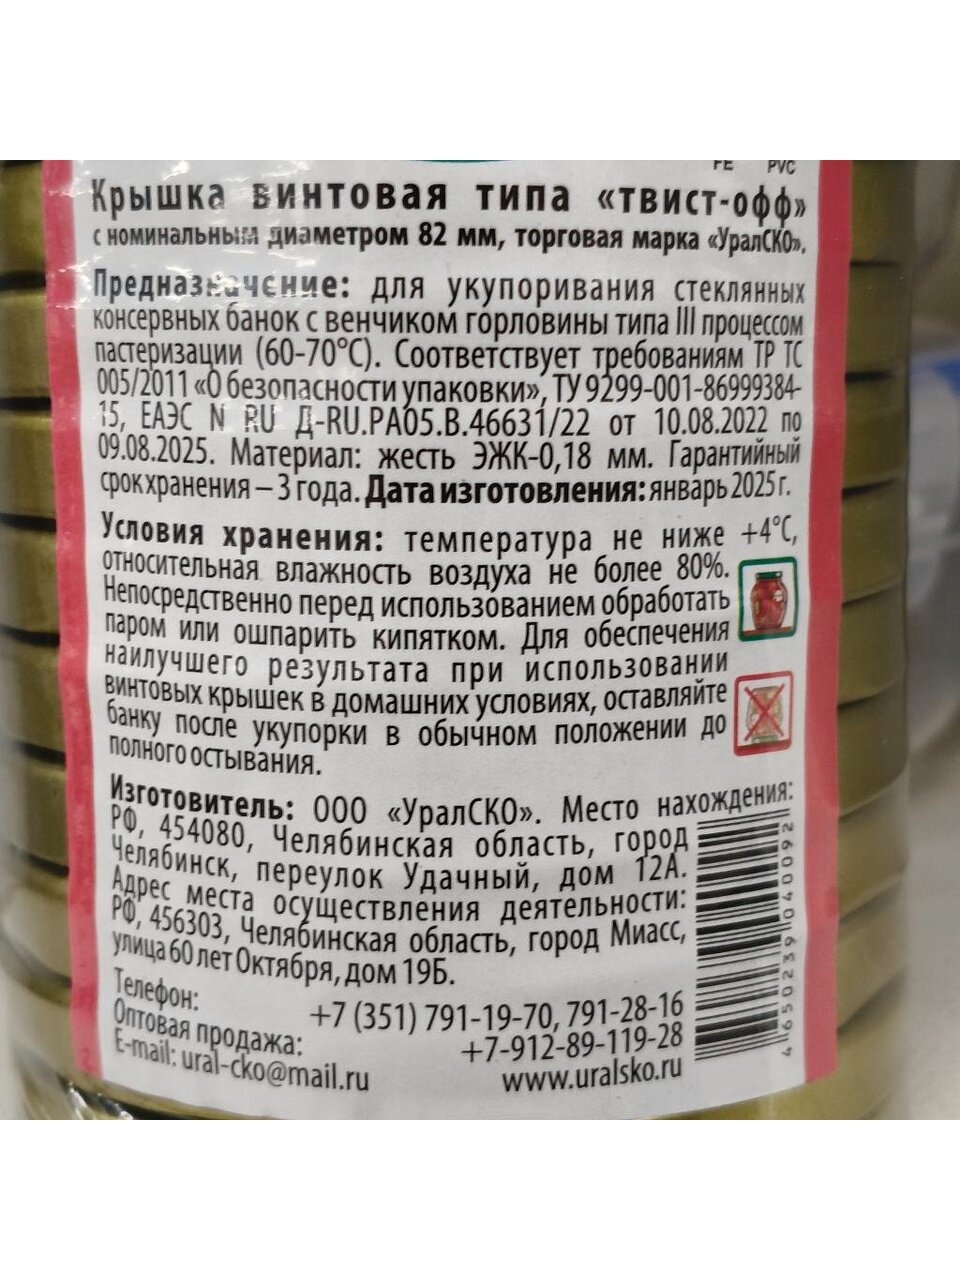 FE PVC
Крышка винтовая типа «твист-офф»
с номинальным диаметром 82 мм, торговая марка «УралСКО».
Предназначение: для укупоривания стеклянных
консервных банок с венчиком горловины типа III процессом
пастеризации (60-70°С). Соответствует требованиям ТР ТС
005/2011 «О безопасности упаковки», ТУ 9299-001-86999384-
15, ЕАЭС N RU Д-RU.РА05.В.46631/22 от 10.08.2022 по
09.08.2025. Материал: жесть ЭЖК-0,18 мм. Гарантийный
срок хранения – 3 года. Дата изготовления: январь 2025 г.
Условия хранения: температура не ниже +4°С,
относительная влажность воздуха не более 80%.
Непосредственно перед использованием обработать
паром или ошпарить кипятком. Для обеспечения
наилучшего результата при использовании
винтовых крышек в домашних условиях, оставляйте
банку после укупорки в обычном положении до
полного остывания.
Изготовитель: ООО «УралСКО». Место нахождения:
РФ, 454080, Челябинская область, город
Челябинск, переулок Удачный, дом 12А.
Адрес места осуществления деятельности:
РФ, 456303, Челябинская область, город Миасс,
улица 60 лет Октября, дом 19Б.
Телефон: +7 (351) 791-19-70, 791-28-16
Оптовая продажа: +7-912-89-119-28
E-mail: ural-cko@mail.ru www.uralsko.ru
4 650239 040092